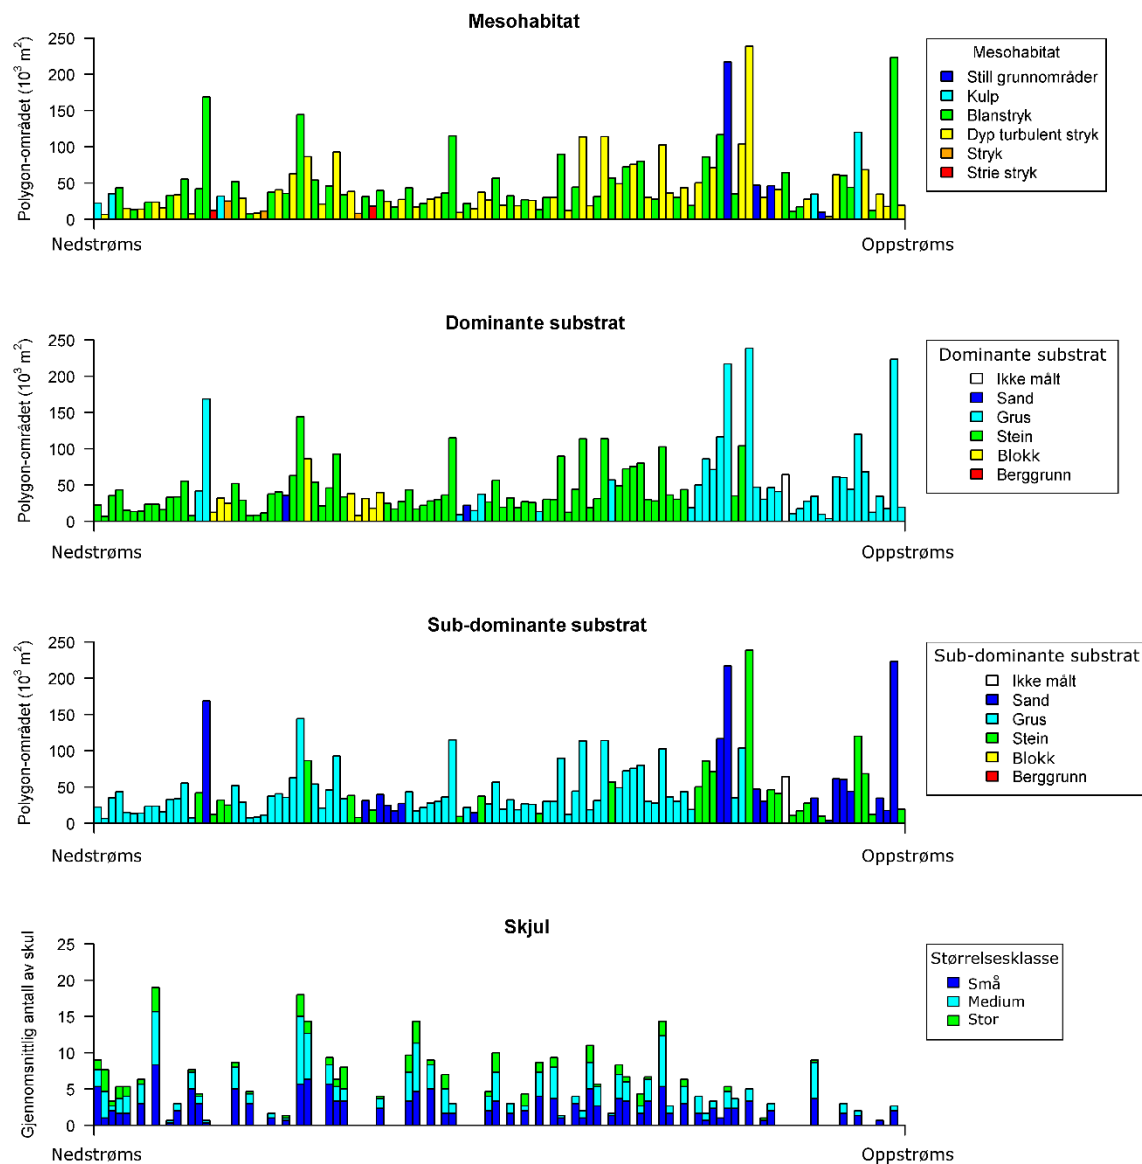 Mesohabitat
Polygon-området (10³ m²)
250
200
150
100
50
0
Nedstrøms
Oppstrøms
Mesohabitat
Still grunnområder
Kulp
Blanstryk
Dyp turbulent stryk
Stryk
Strie stryk
Dominante substrat
Polygon-området (10³ m²)
250
200
150
100
50
0
Nedstrøms
Oppstrøms
Dominante substrat
Ikke målt
Sand
Grus
Stein
Blokk
Berggrunn
Sub-dominante substrat
Polygon-området (10³ m²)
250
200
150
100
50
0
Nedstrøms
Oppstrøms
Sub-dominante substrat
Ikke målt
Sand
Grus
Stein
Blokk
Berggrunn
Skjul
Gjennomsnittlig antall av skul
25
20
15
10
5
0
Nedstrøms
Oppstrøms
Størrelsesklasse
Små
Medium
Stor